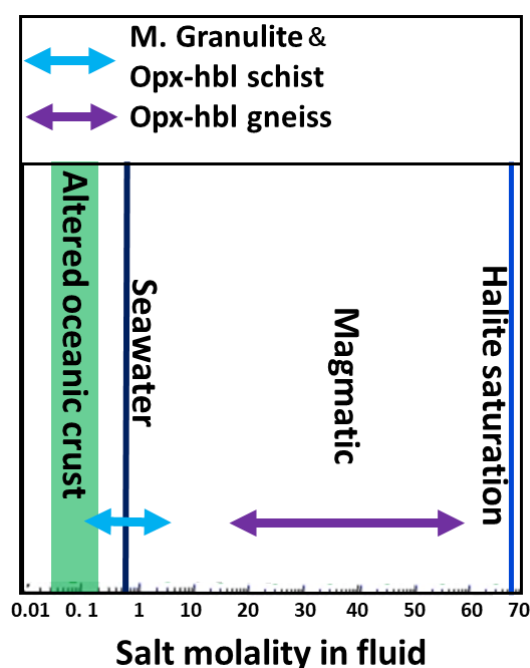 M. Granulite &
Opx-hbl schist
Opx-hbl gneiss
Altered oceanic crust
Seawater
Magmatic
Halite saturation
0.01 0. 1 1 10 20 30 40 50 60 70
Salt molality in fluid